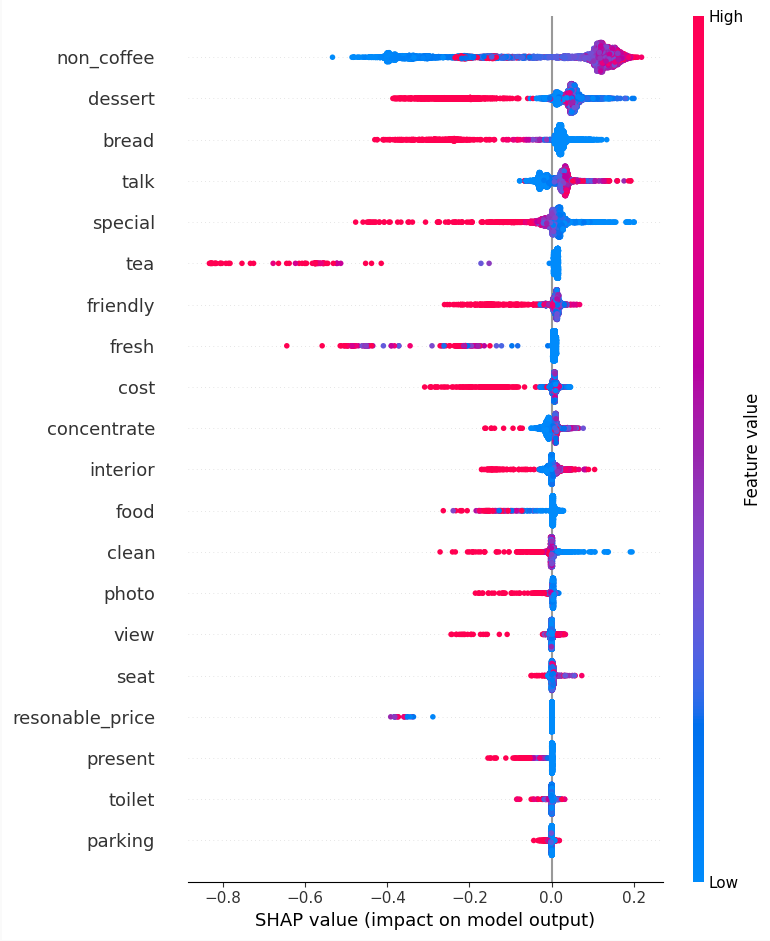 High
non_coffee
dessert
bread
talk
special
tea
friendly
fresh
cost
concentrate
interior
food
clean
photo
view
seat
resonable_price
present
toilet
parking
Feature value
Low
−0.8 −0.6 −0.4 −0.2 0.0 0.2
SHAP value (impact on model output)